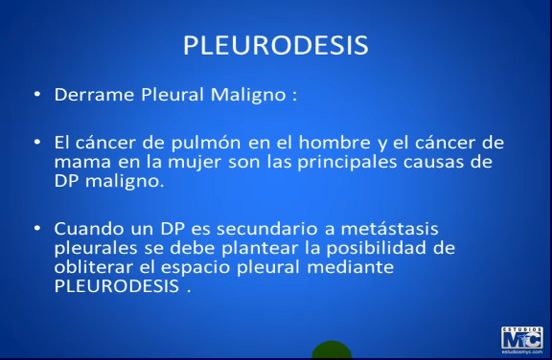 PLEURODESIS
• Derrame Pleural Maligno :
• El cáncer de pulmón en el hombre y el cáncer de
mama en la mujer son las principales causas de
DP maligno.
• Cuando un DP es secundario a metástasis
pleurales se debe plantear la posibilidad de
obliterar el espacio pleural mediante
PLEURODESIS .
ESTUDIOS
MyC
estudiosmyc.com